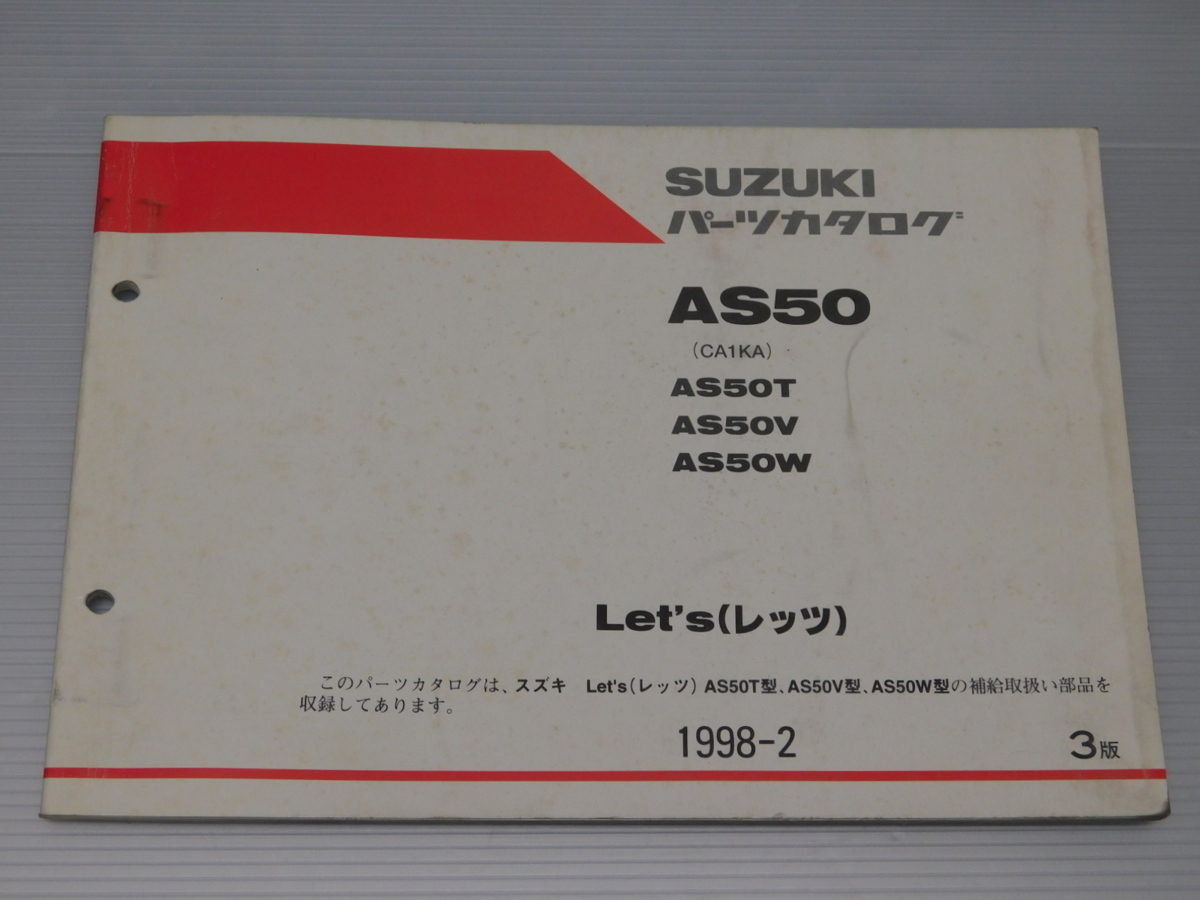 SUZUKI
パーツカタログ
AS50
(CA1KA)
AS50T
AS50V
AS50W
Let's(レッツ)
このパーツカタログは、スズキ Let's(レッツ) AS50T型、AS50V型、AS50W型の補給取扱い部品を
収録してあります。
1998-2
3版